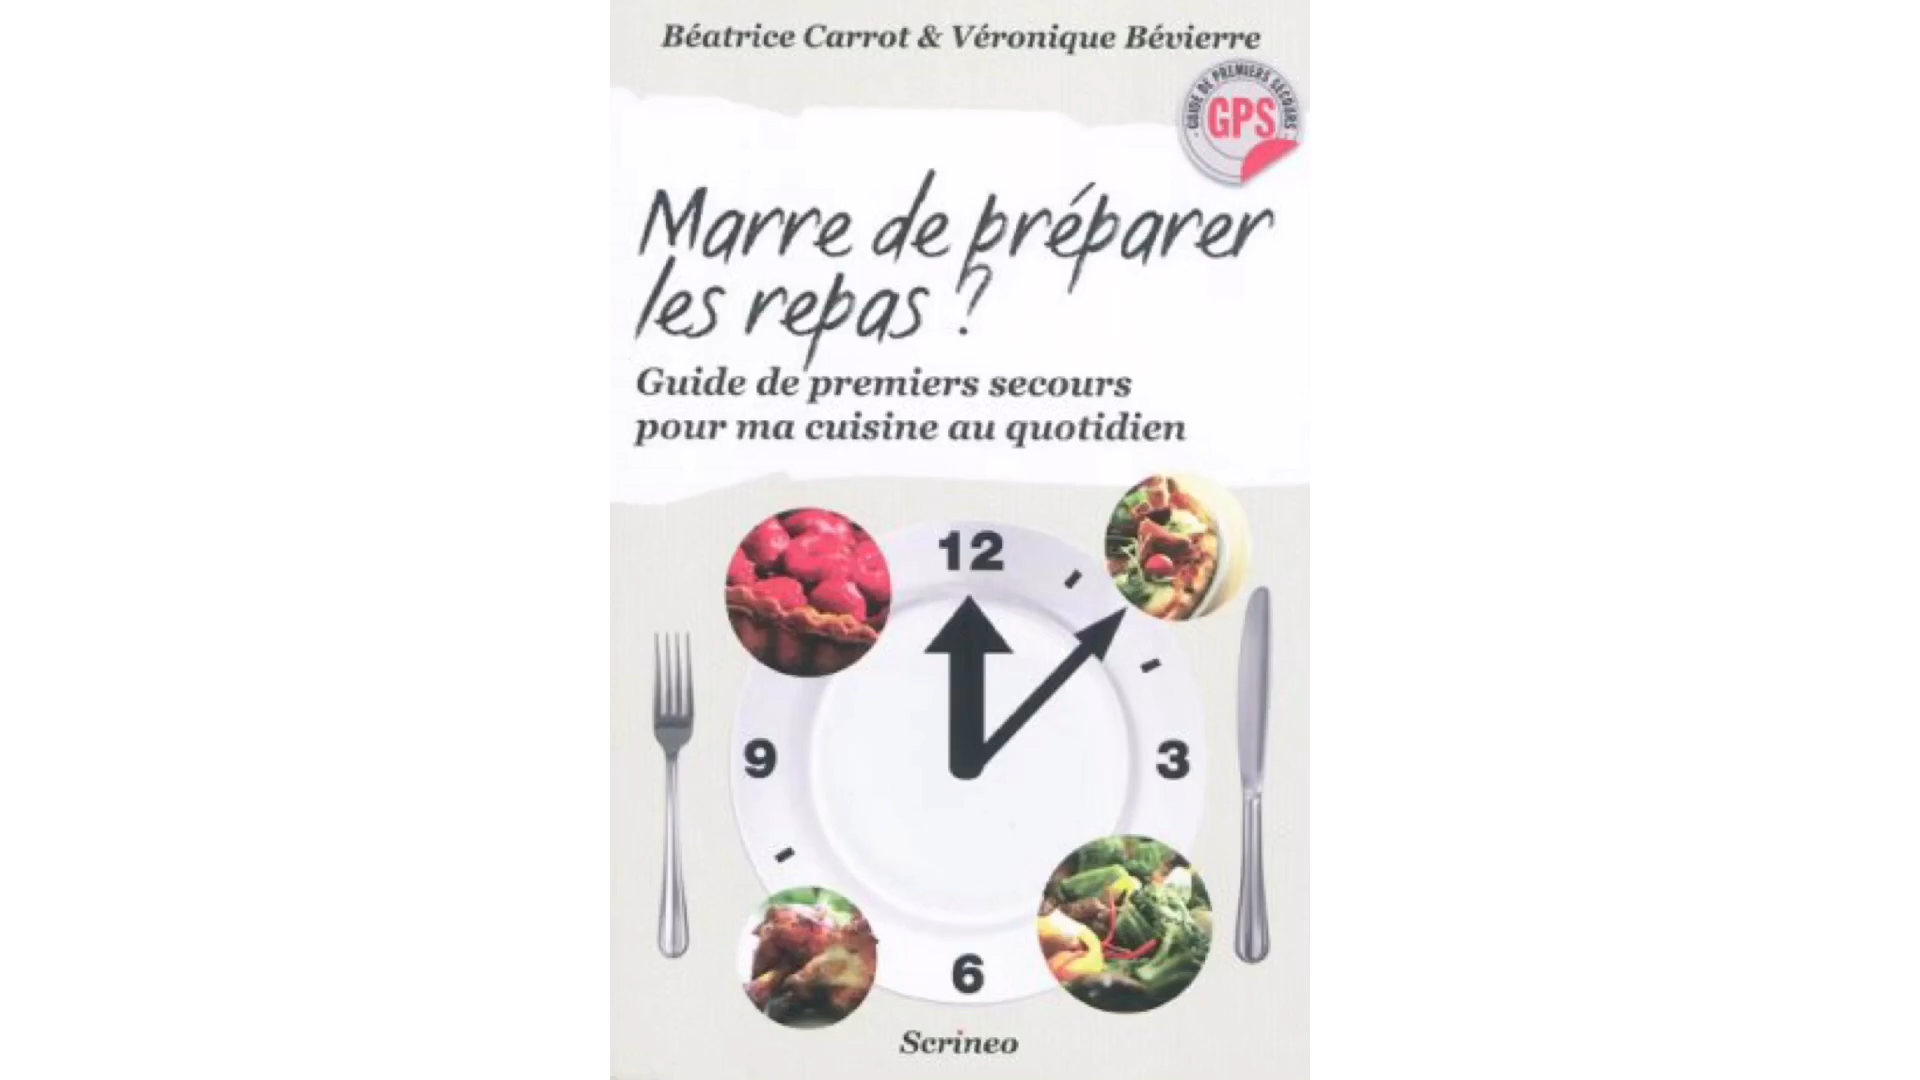 Béatrice Carrot & Véronique Bévierre
- GUIDE DE PREMIERS SECOURS -
GPS
Marre de préparer
les repas ?
Guide de premiers secours
pour ma cuisine au quotidien
12
9
3
6
Scrineo